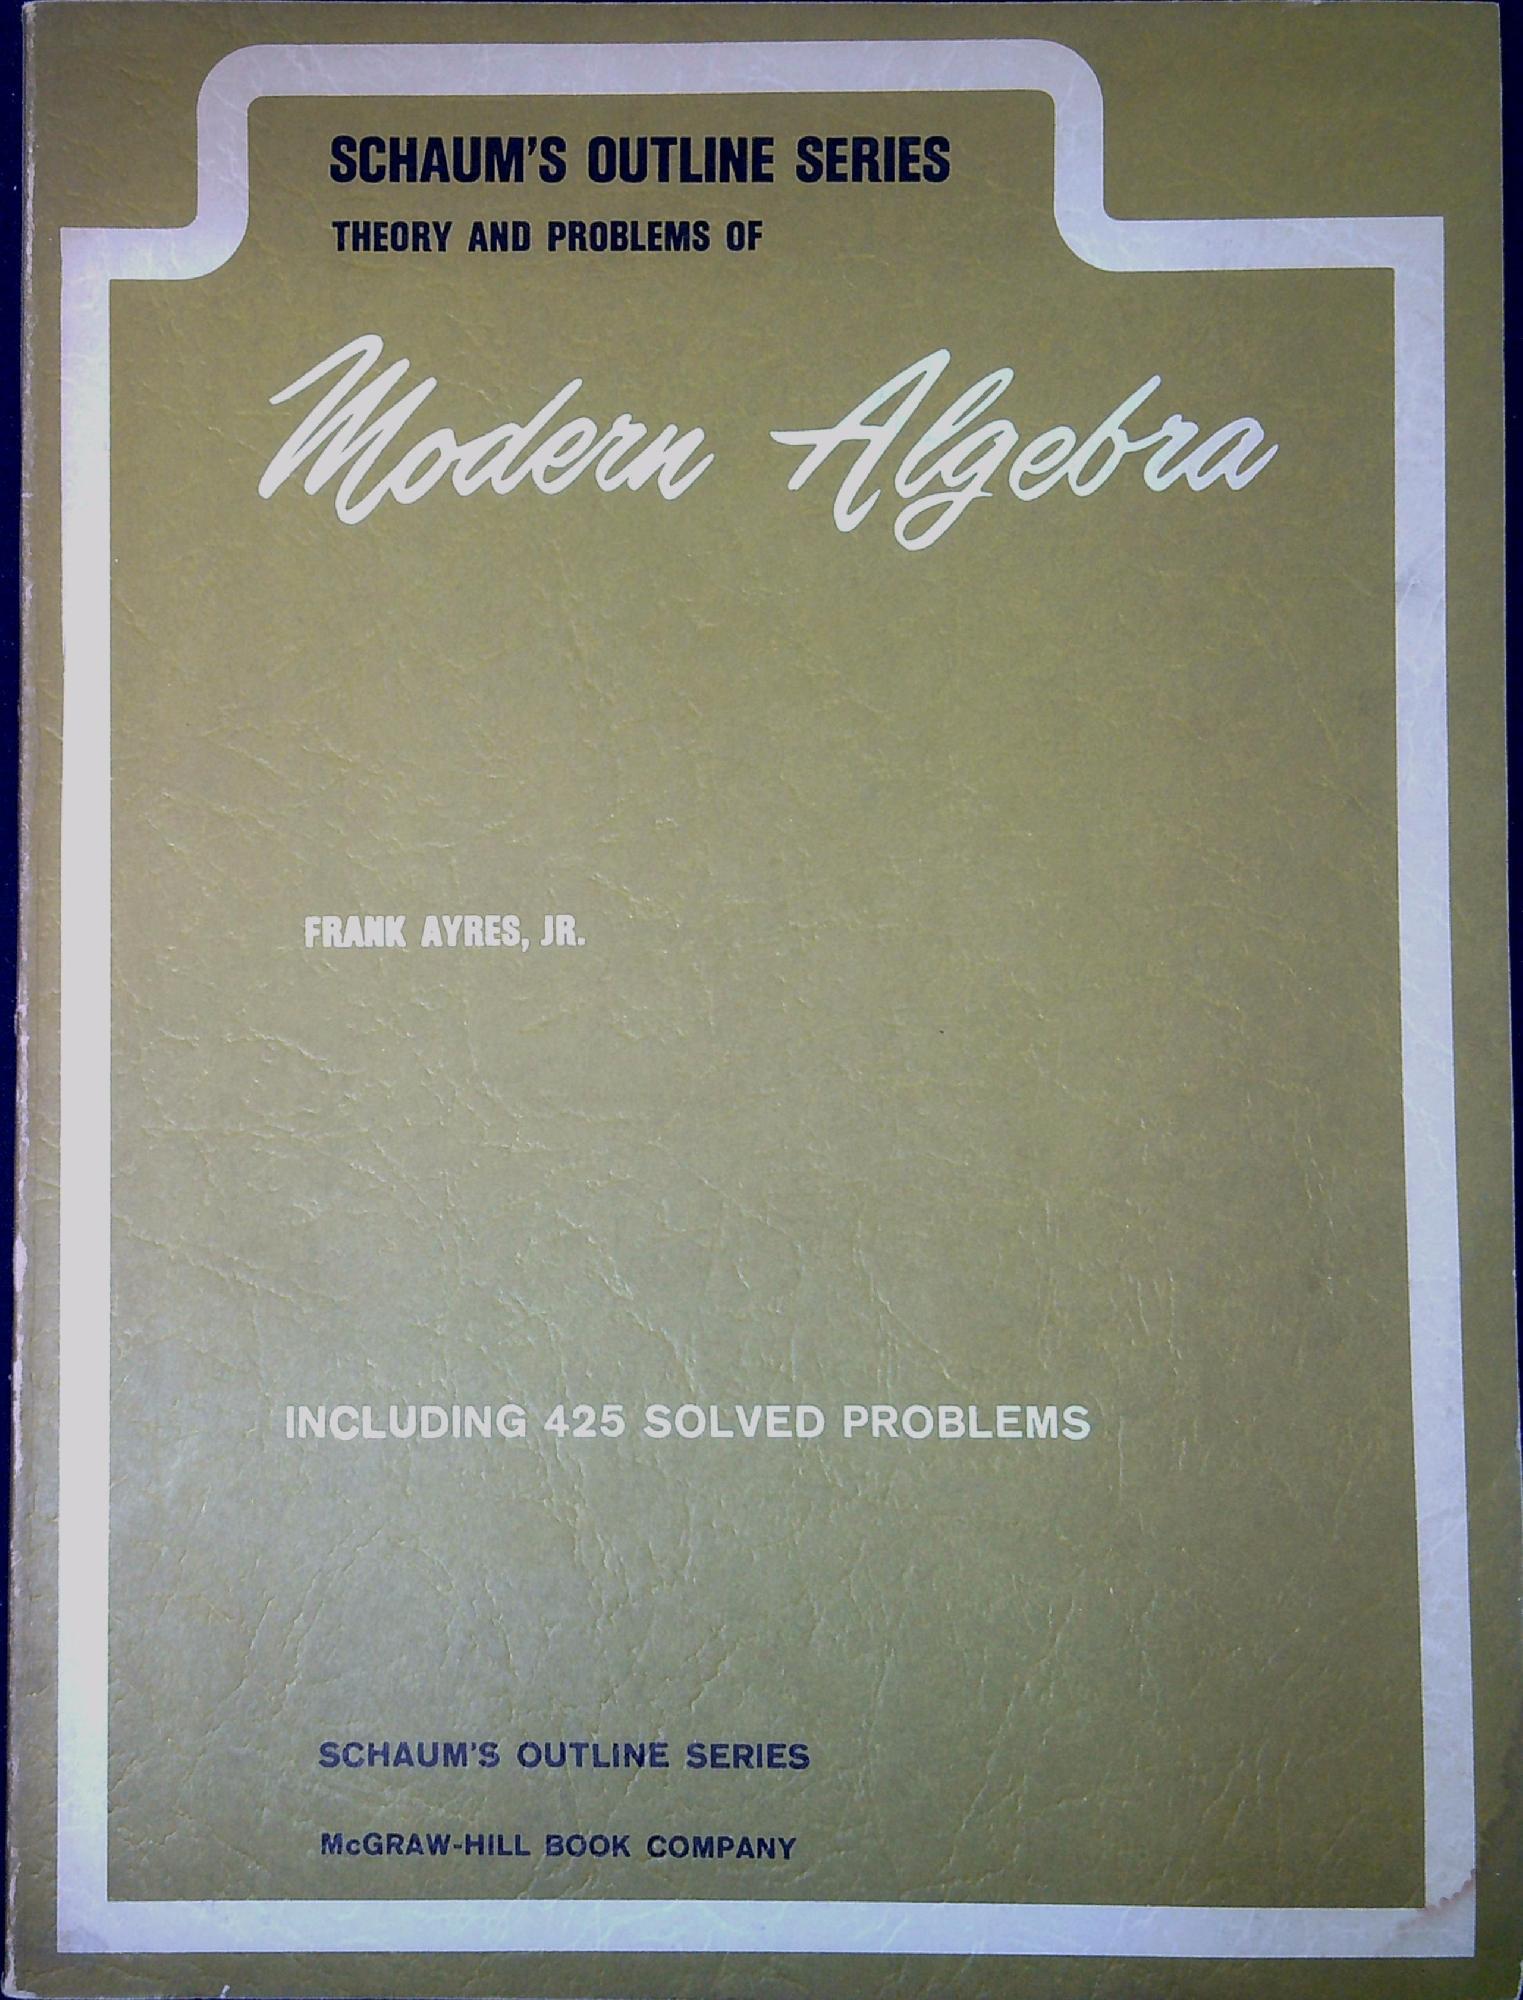 SCHAUM'S OUTLINE SERIES
THEORY AND PROBLEMS OF
Modern Algebra
FRANK AYRES, JR.
INCLUDING 425 SOLVED PROBLEMS
SCHAUM'S OUTLINE SERIES
McGRAW-HILL BOOK COMPANY